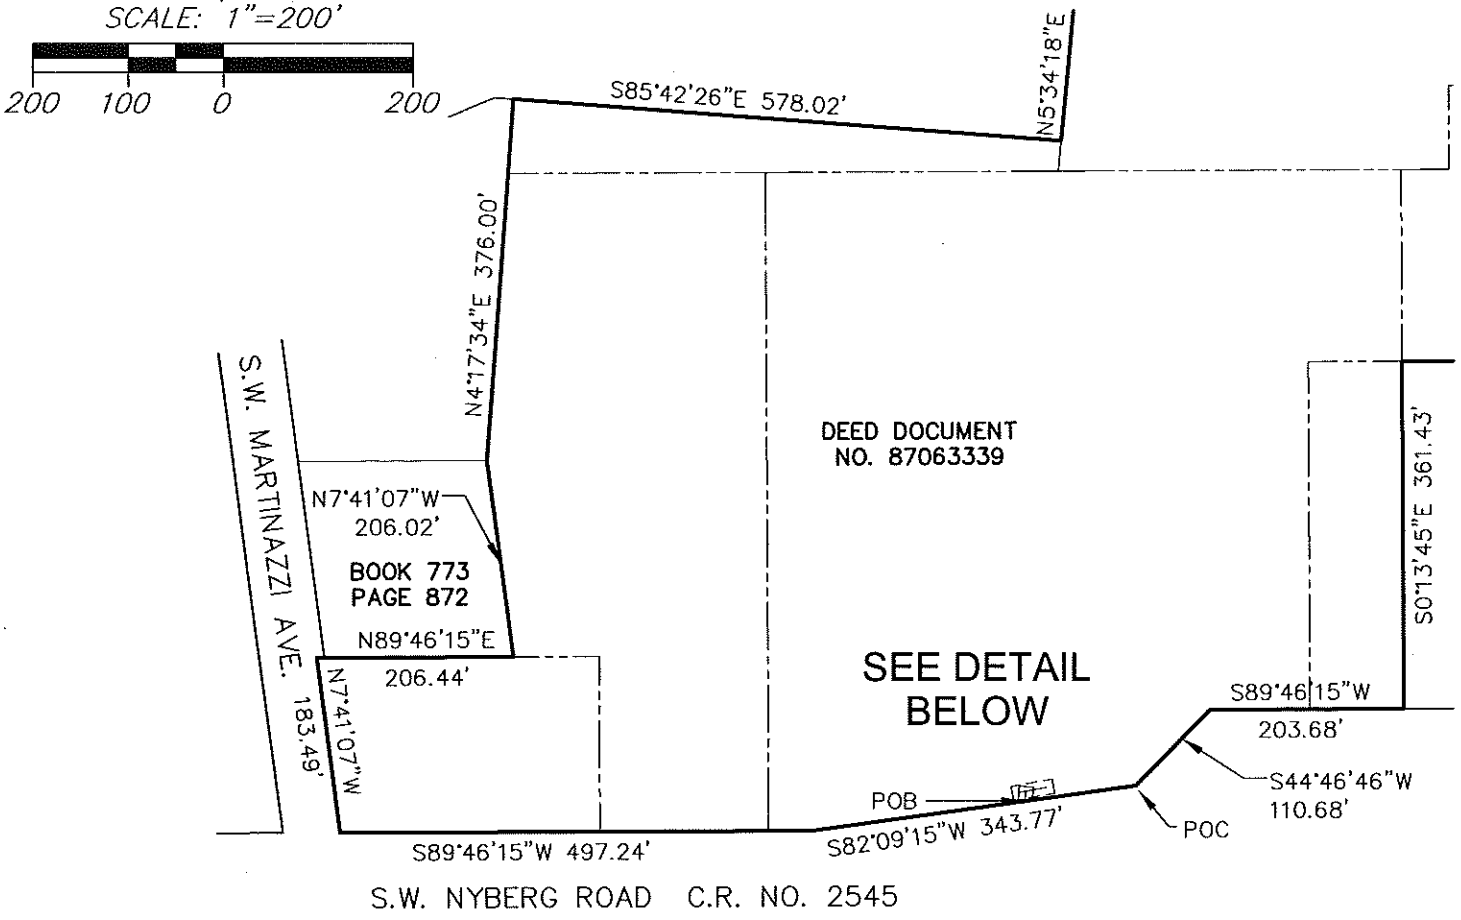 SCALE: 1"=200'
200 100 0 200
S85°42'26"E 578.02'
N5°34'18"E
N4°17'34"E 376.00'
S.W. MARTINAZZI AVE.
DEED DOCUMENT
NO. 87063339
S0°13'45"E 361.43'
N7°41'07"W
206.02'
BOOK 773
PAGE 872
N89°46'15"E
206.44'
N7°41'07"W
183.49'
SEE DETAIL
BELOW
S89°46'15"W
203.68'
S44°46'46"W
110.68'
POB
POC
S82°09'15"W 343.77'
S89°46'15"W 497.24'
S.W. NYBERG ROAD C.R. NO. 2545